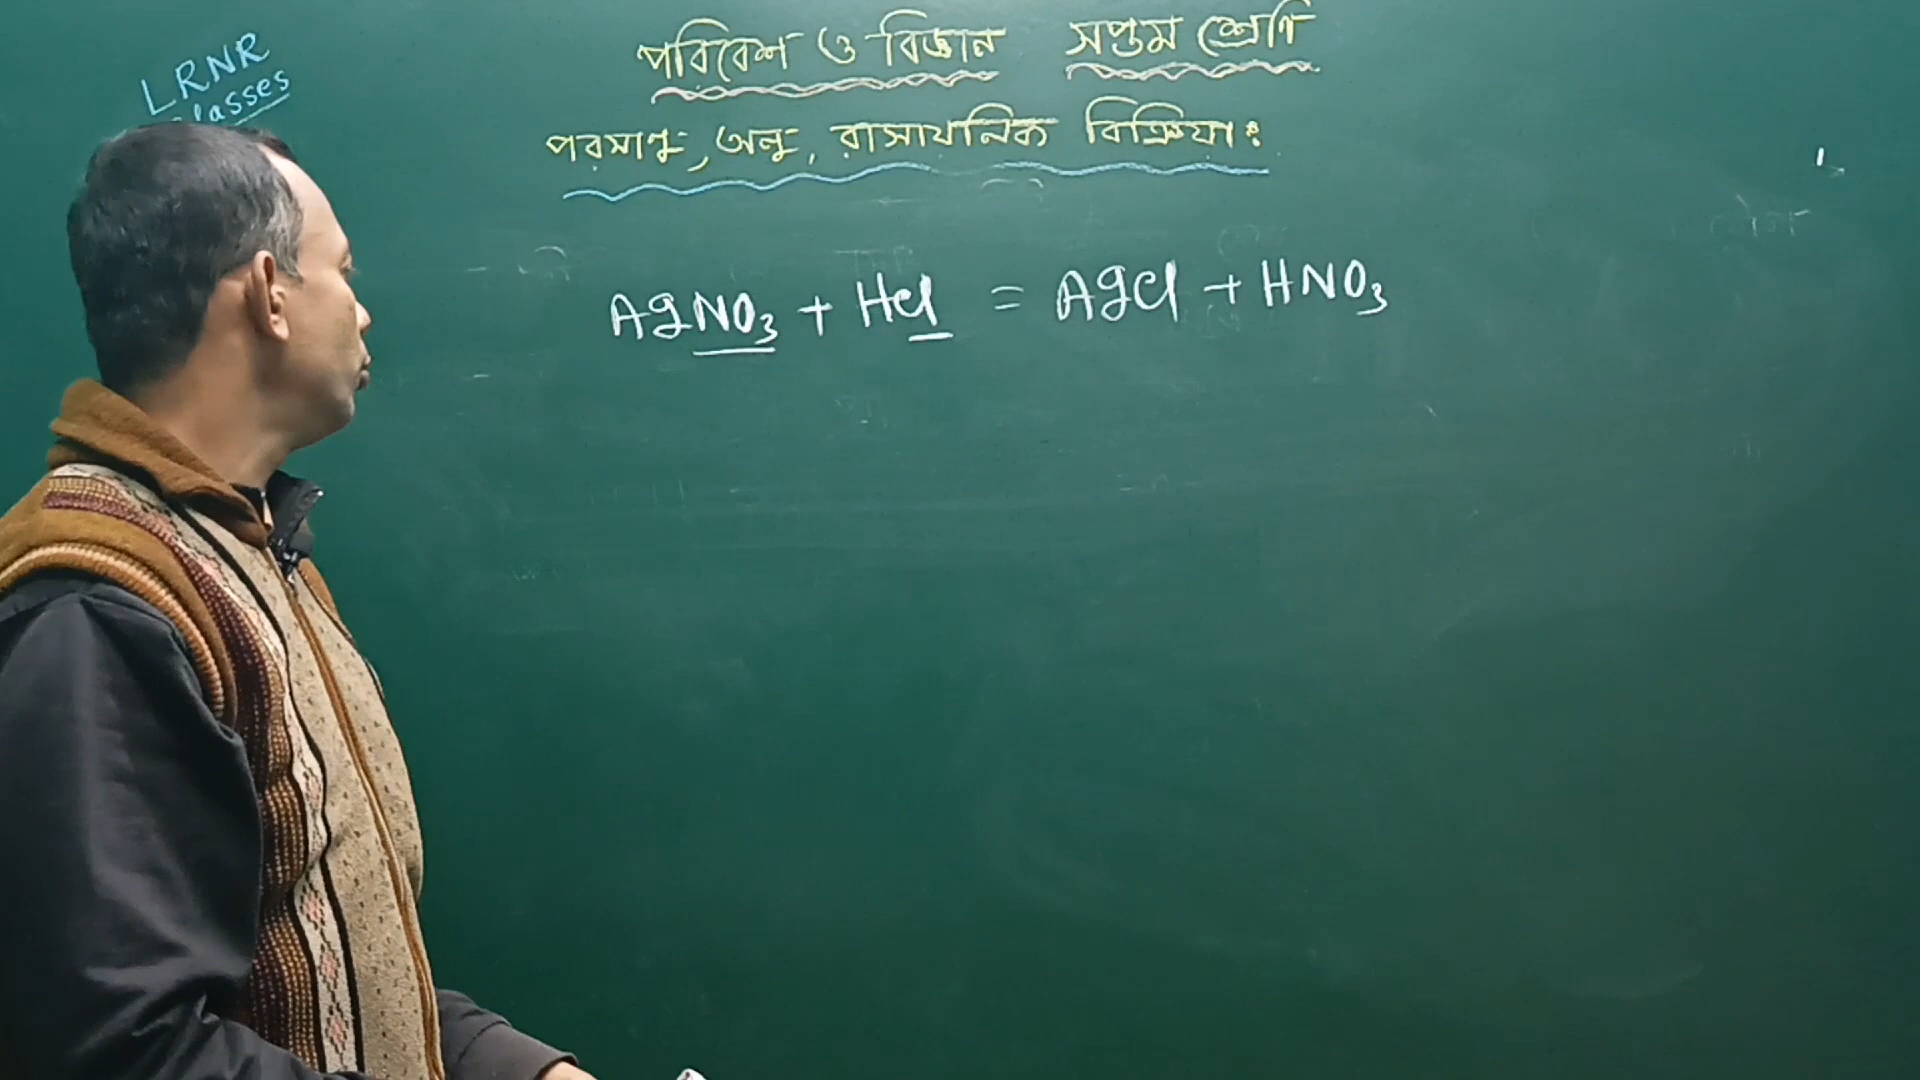 LRNR
Classes
পরিবেশ ও বিজ্ঞান সপ্তম শ্রেণি
পরমাণু, অণু, রাসায়নিক বিক্রিয়াঃ
AgNO₃ + HCl = AgCl + HNO₃